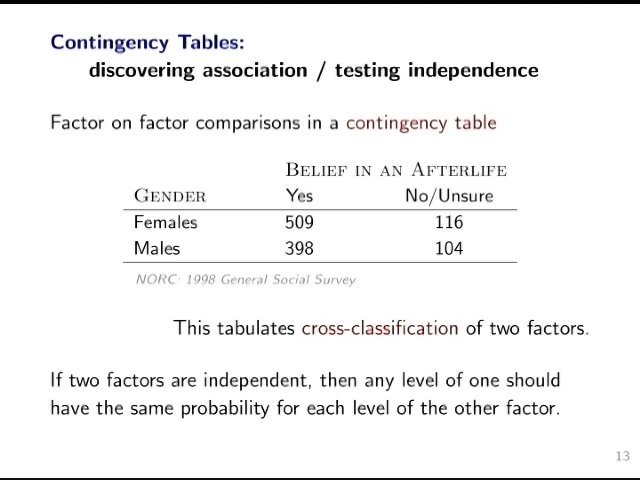 Contingency Tables:
discovering association / testing independence
Factor on factor comparisons in a contingency table
Belief in an Afterlife
Gender Yes No/Unsure
Females 509 116
Males 398 104
NORC: 1998 General Social Survey
This tabulates cross-classification of two factors.
If two factors are independent, then any level of one should
have the same probability for each level of the other factor.
13